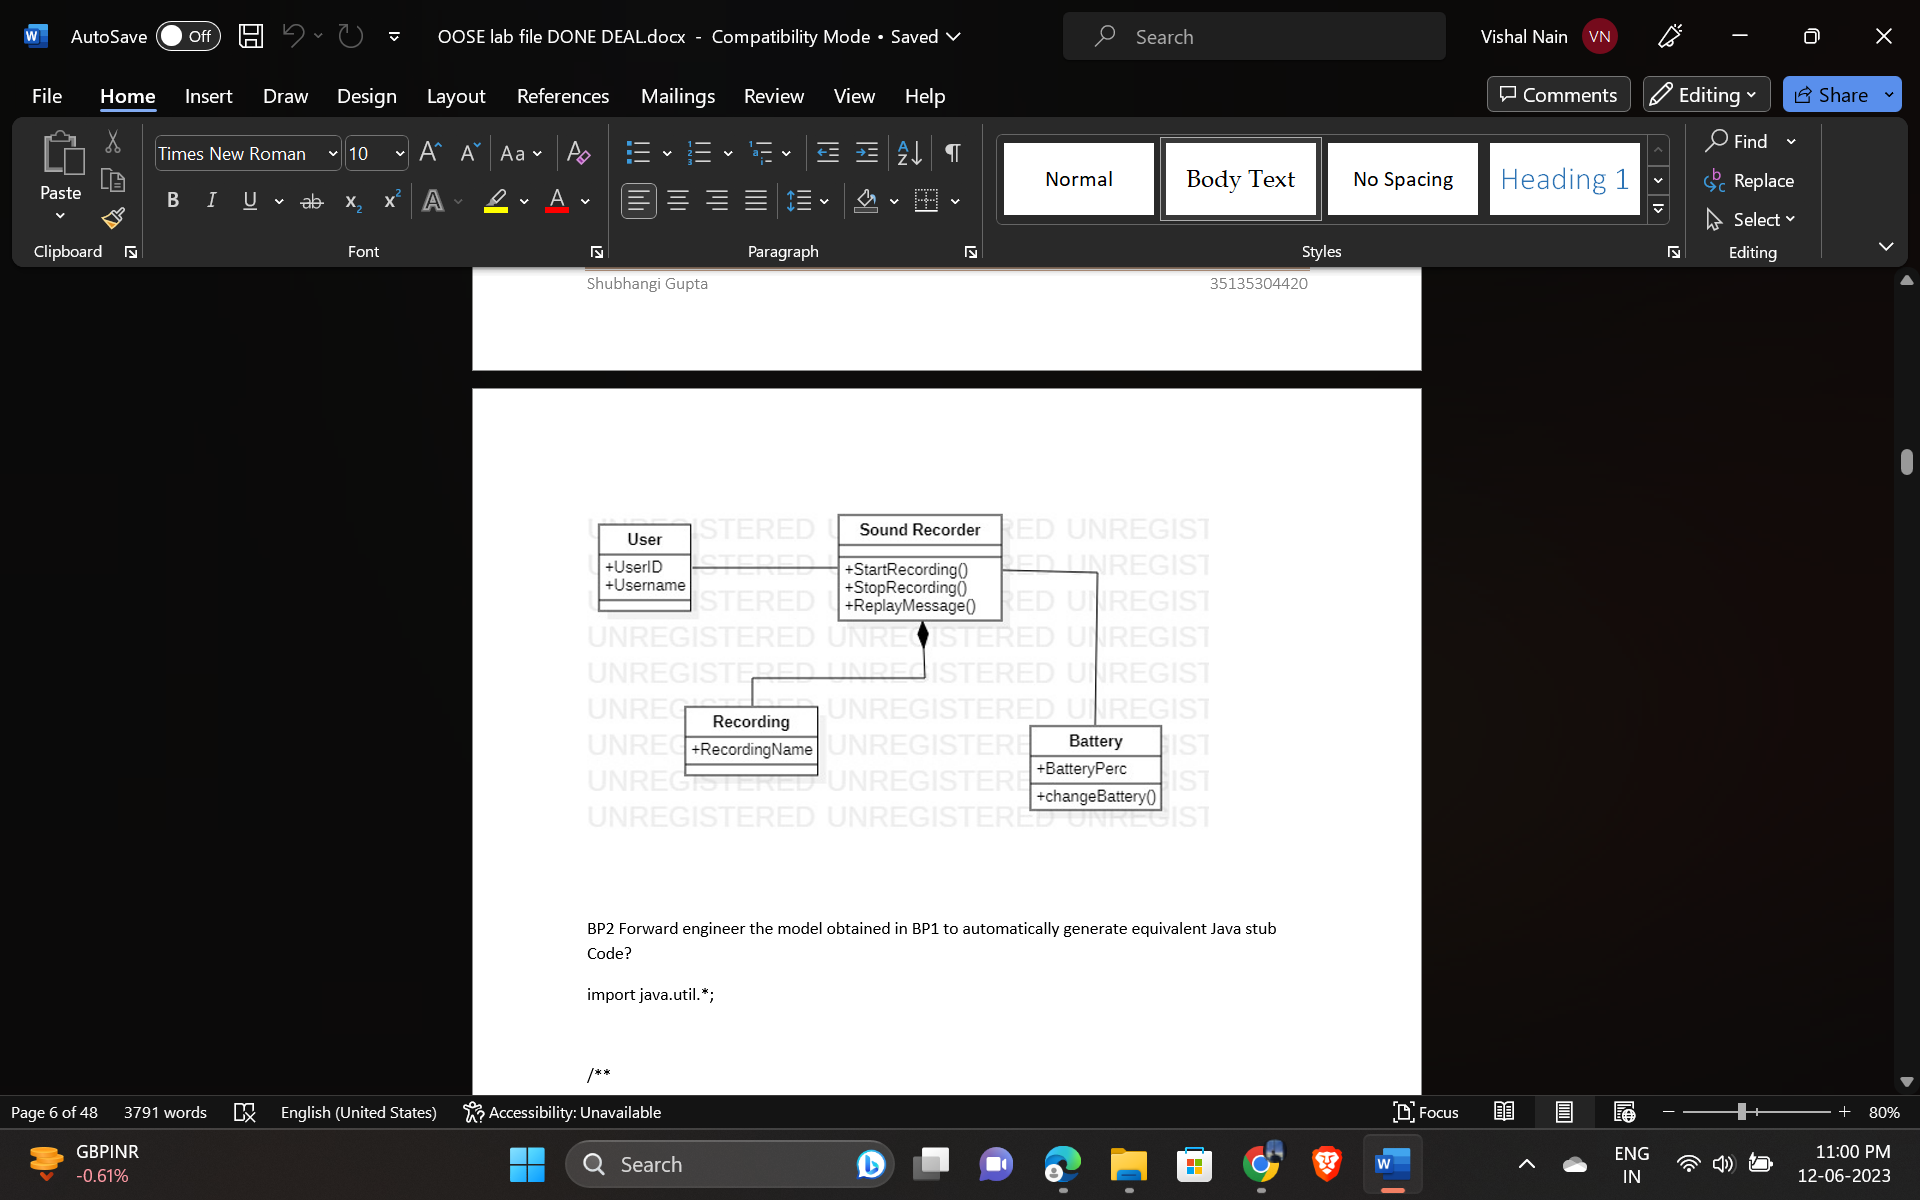 AutoSave Off OOSE lab file DONE DEAL.docx - Compatibility Mode • Saved Search Vishal Nain VN
File Home Insert Draw Design Layout References Mailings Review View Help Comments Editing Share
Paste
Clipboard
Times New Roman 10
Font
Paragraph
Normal Body Text No Spacing Heading 1
Styles
Find
Replace
Select
Editing
Shubhangi Gupta 35135304420
User
+UserID
+Username
Sound Recorder
+StartRecording()
+StopRecording()
+ReplayMessage()
Recording
+RecordingName
Battery
+BatteryPerc
+changeBattery()
UNREGISTERED UNREGISTERED UNREGIST
BP2 Forward engineer the model obtained in BP1 to automatically generate equivalent Java stub
Code?
import java.util.*;
/**
Page 6 of 48 3791 words English (United States) Accessibility: Unavailable Focus 80%
GBPINR
-0.61%
Search
ENG
IN
11:00 PM
12-06-2023